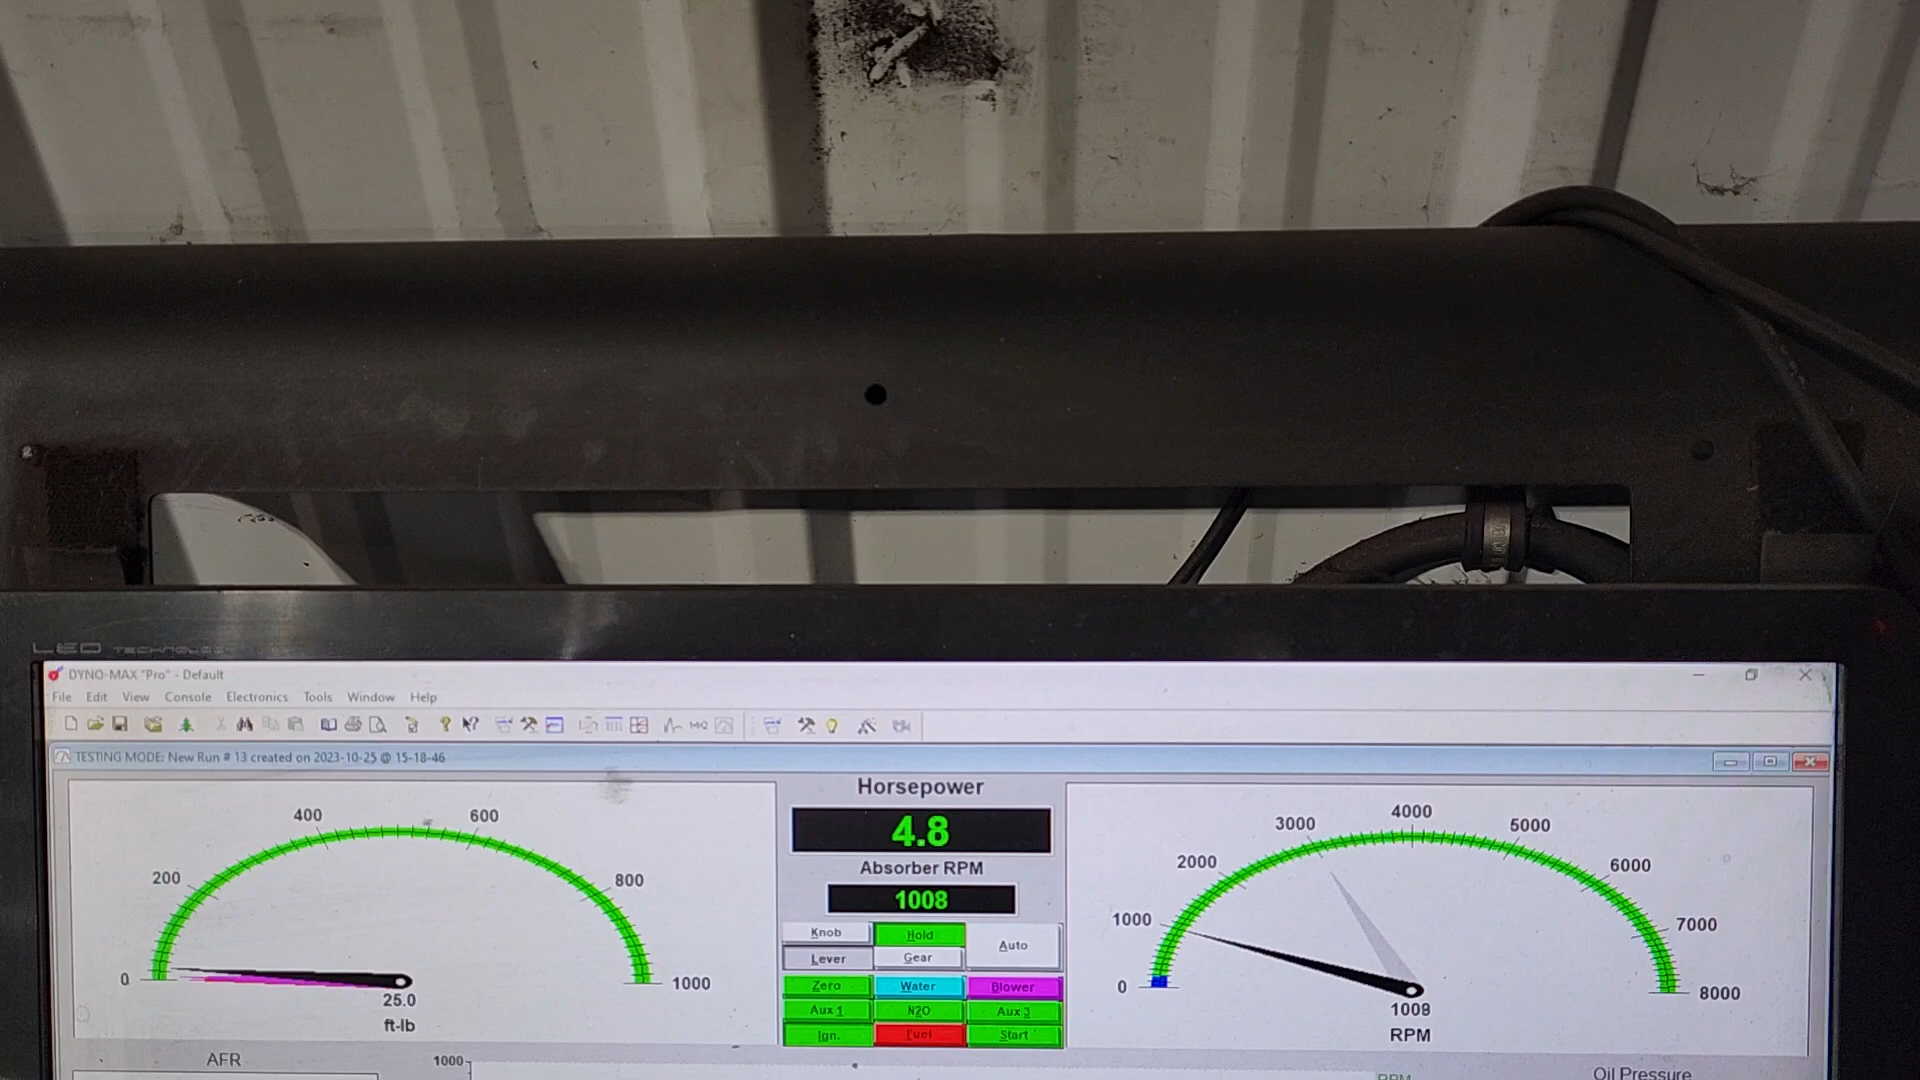 LED TECHNOLOGY
DYNO-MAX "Pro" - Default
File Edit View Console Electronics Tools Window Help
TESTING MODE: New Run # 13 created on 2023-10-25 @ 15-18-46
0 200 400 600 800 1000
25.0
ft-lb
Horsepower
4.8
Absorber RPM
1008
Knob Hold Auto
Lever Gear
Zero Water Blower
Aux 1 N2O Aux 3
Ign. Fuel Start
0 1000 2000 3000 4000 5000 6000 7000 8000
1008
RPM
AFR
1000
RPM
Oil Pressure